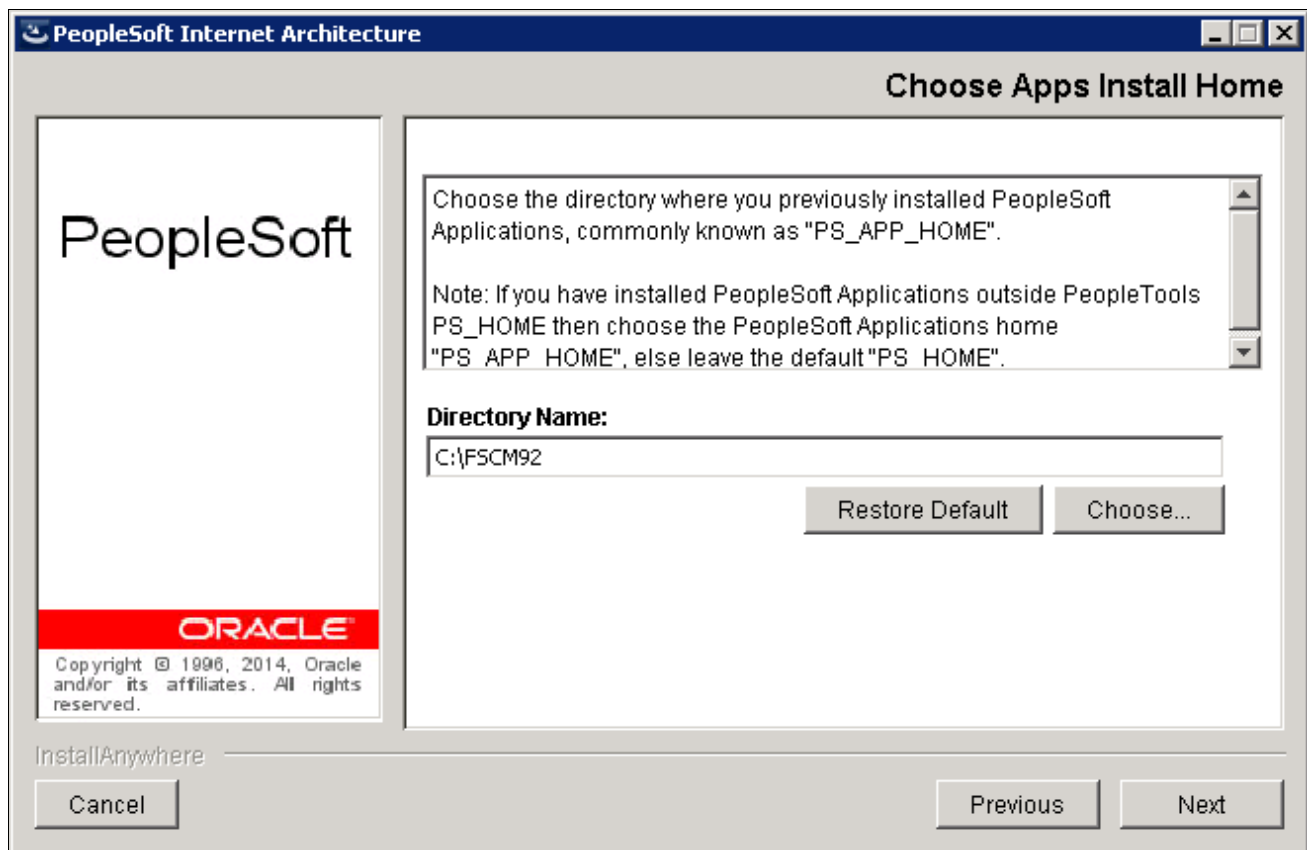 PeopleSoft Internet Architecture
Choose Apps Install Home
PeopleSoft
ORACLE
Copyright © 1996, 2014, Oracle
and/or its affiliates. All rights
reserved.
Choose the directory where you previously installed PeopleSoft
Applications, commonly known as "PS_APP_HOME".
Note: If you have installed PeopleSoft Applications outside PeopleTools
PS_HOME then choose the PeopleSoft Applications home
"PS_APP_HOME", else leave the default "PS_HOME".
Directory Name:
C:\FSCM92
Restore Default
Choose...
InstallAnywhere
Cancel
Previous
Next